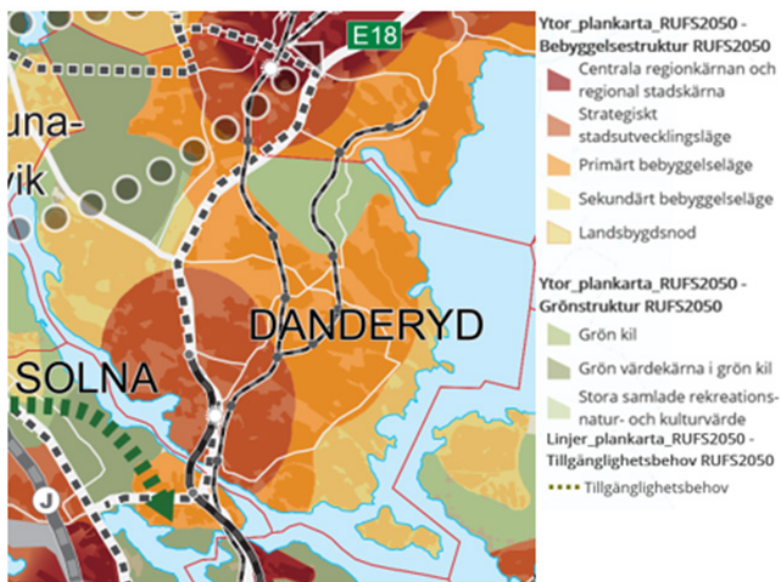 E18
una-
vik
DANDERYD
SOLNA
J
Ytor_plankarta_RUFS2050 -
Bebyggelsestruktur RUFS2050
Centrala regionkärnan och
regional stadskärna
Strategiskt
stadsutvecklingsläge
Primärt bebyggelseläge
Sekundärt bebyggelseläge
Landsbygdsnod
Ytor_plankarta_RUFS2050 -
Grönstruktur RUFS2050
Grön kil
Grön värdekärna i grön kil
Stora samlade rekreations-
natur- och kulturvärde
Linjer_plankarta_RUFS2050 -
Tillgänglighetsbehov RUFS2050
Tillgänglighetsbehov